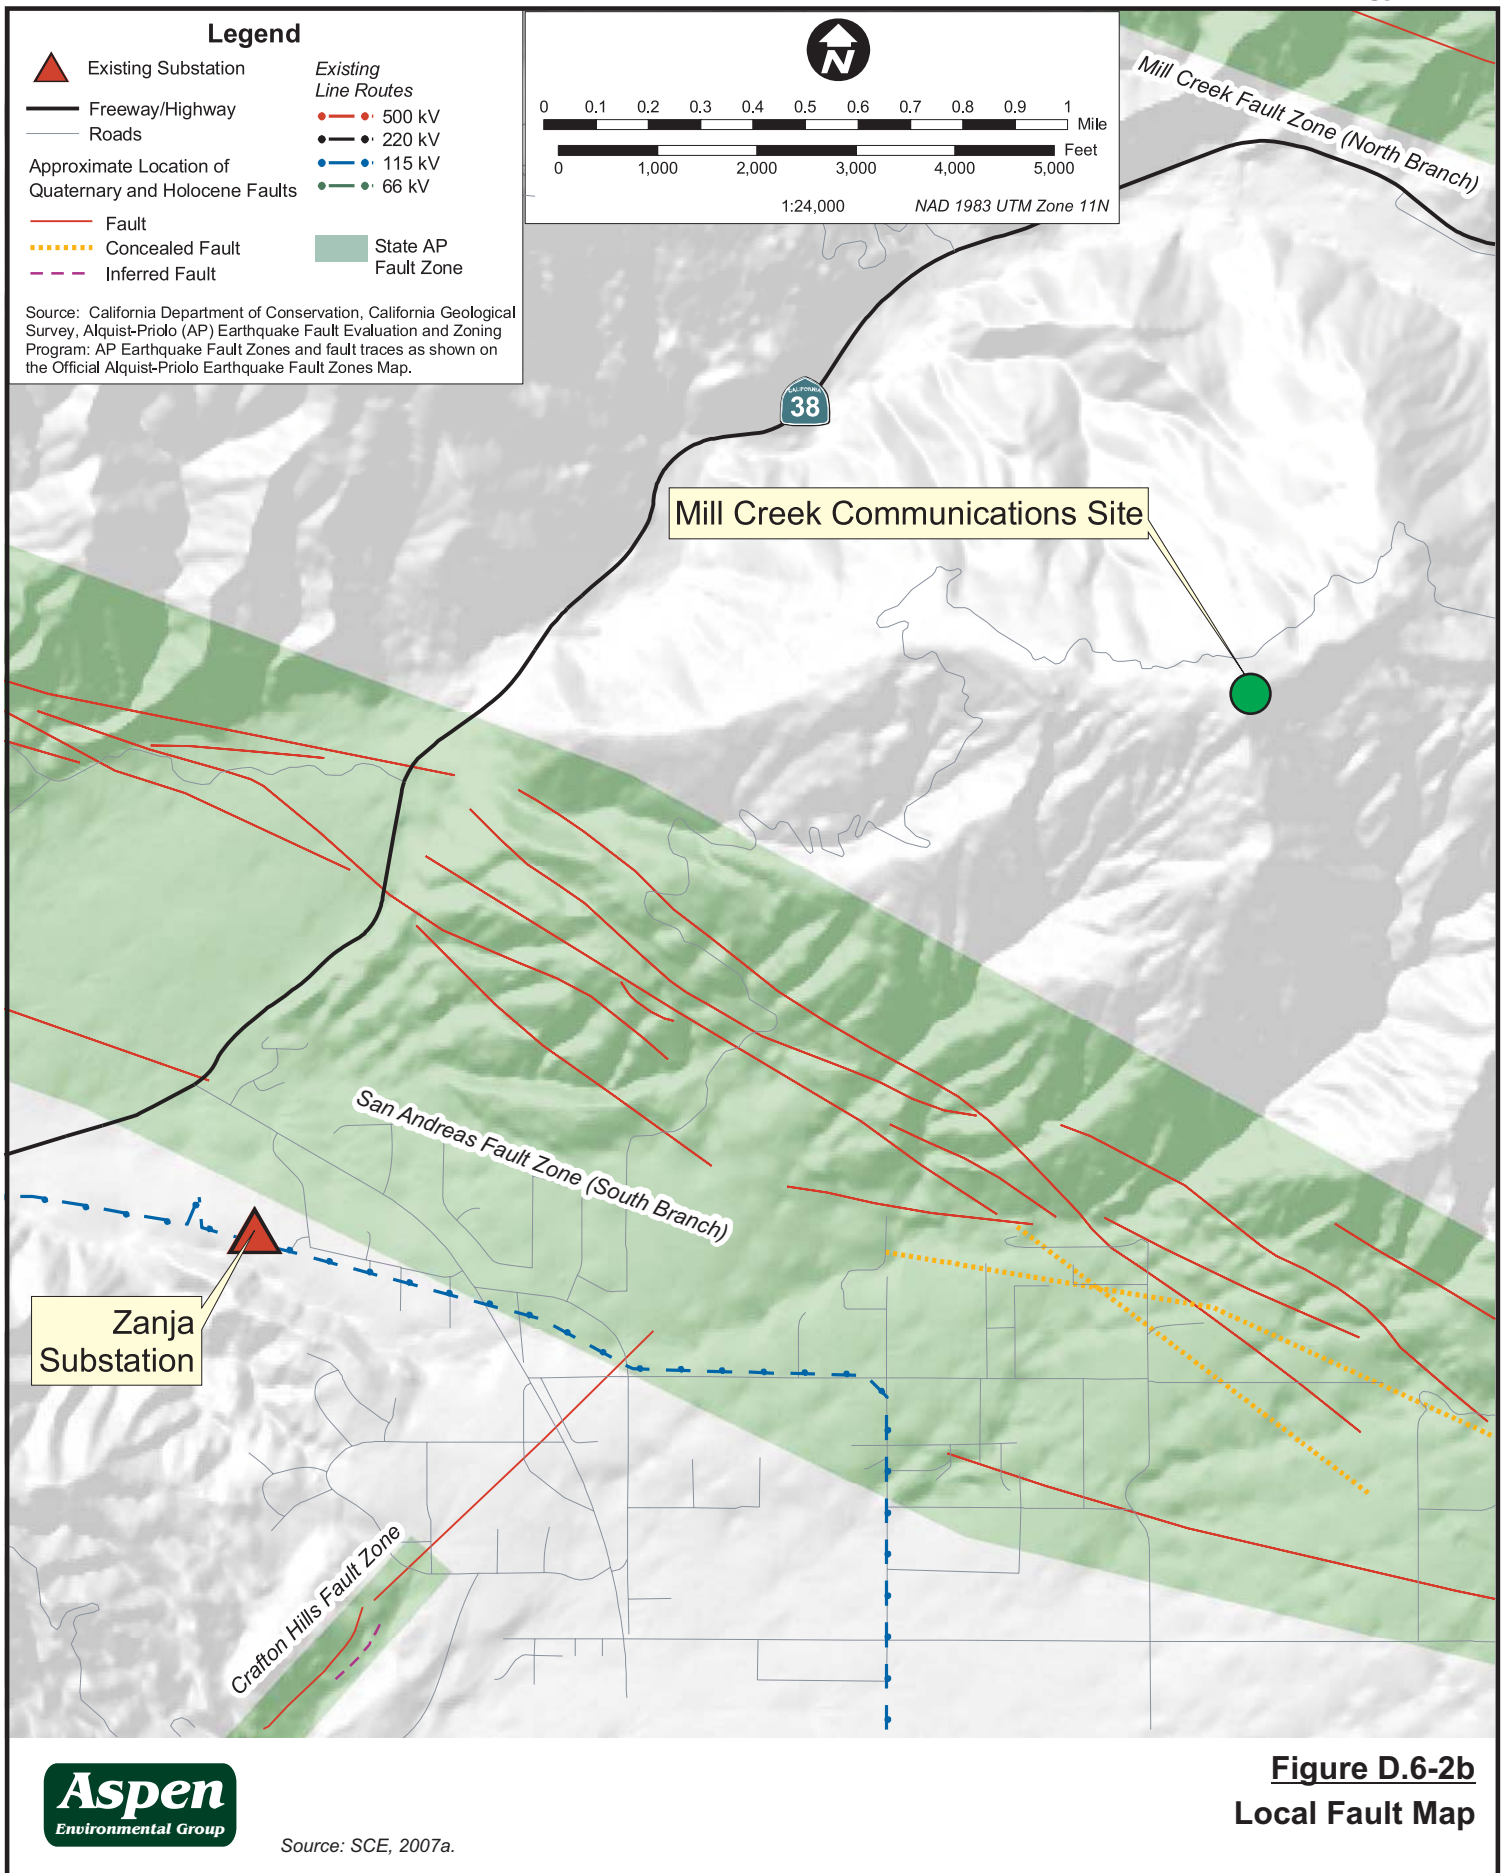 Legend
Existing Substation
Freeway/Highway
Roads
Approximate Location of
Quaternary and Holocene Faults
Fault
Concealed Fault
Inferred Fault
Existing
Line Routes
500 kV
220 kV
115 kV
66 kV
State AP
Fault Zone
Source: California Department of Conservation, California Geological
Survey, Alquist-Priolo (AP) Earthquake Fault Evaluation and Zoning
Program: AP Earthquake Fault Zones and fault traces as shown on
the Official Alquist-Priolo Earthquake Fault Zones Map.
N
0 0.1 0.2 0.3 0.4 0.5 0.6 0.7 0.8 0.9 1
Mile
Feet
0 1,000 2,000 3,000 4,000 5,000
1:24,000 NAD 1983 UTM Zone 11N
Mill Creek Fault Zone (North Branch)
CALIFORNIA
38
Mill Creek Communications Site
San Andreas Fault Zone (South Branch)
Zanja
Substation
Crafton Hills Fault Zone
Aspen
Environmental Group
Source: SCE, 2007a.
Figure D.6-2b
Local Fault Map